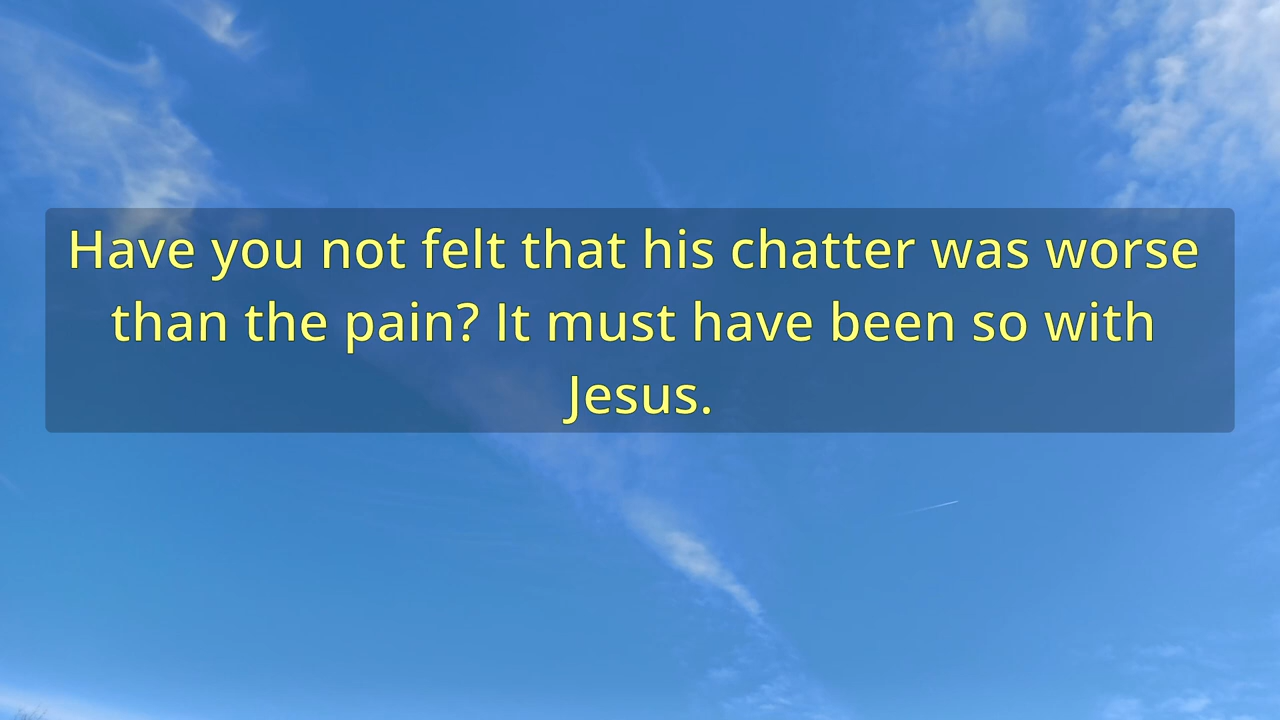 Have you not felt that his chatter was worse
than the pain? It must have been so with
Jesus.